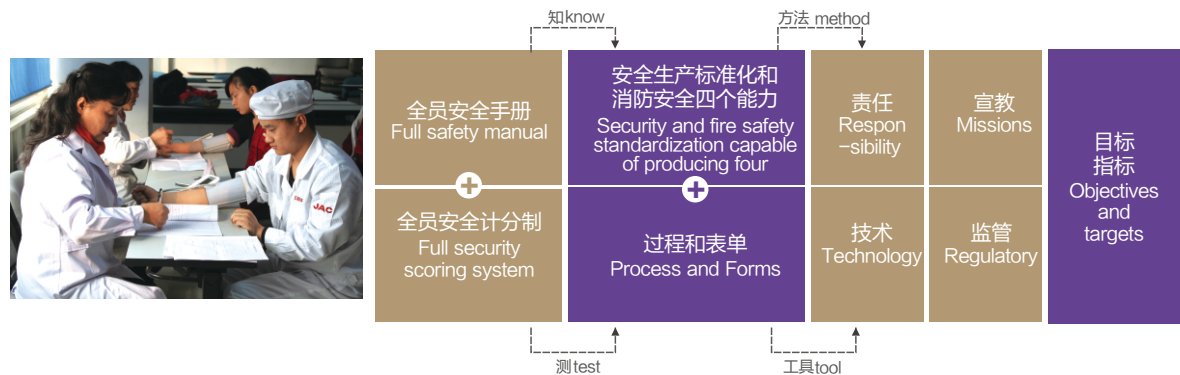 知know
方法 method
全员安全手册
Full safety manual
全员安全计分制
Full security
scoring system
安全生产标准化和
消防安全四个能力
Security and fire safety
standardization capable
of producing four
过程和表单
Process and Forms
责任
Respon
-sibility
宣教
Missions
技术
Technology
监管
Regulatory
目标
指标
Objectives
and
targets
JAC
测test
工具tool